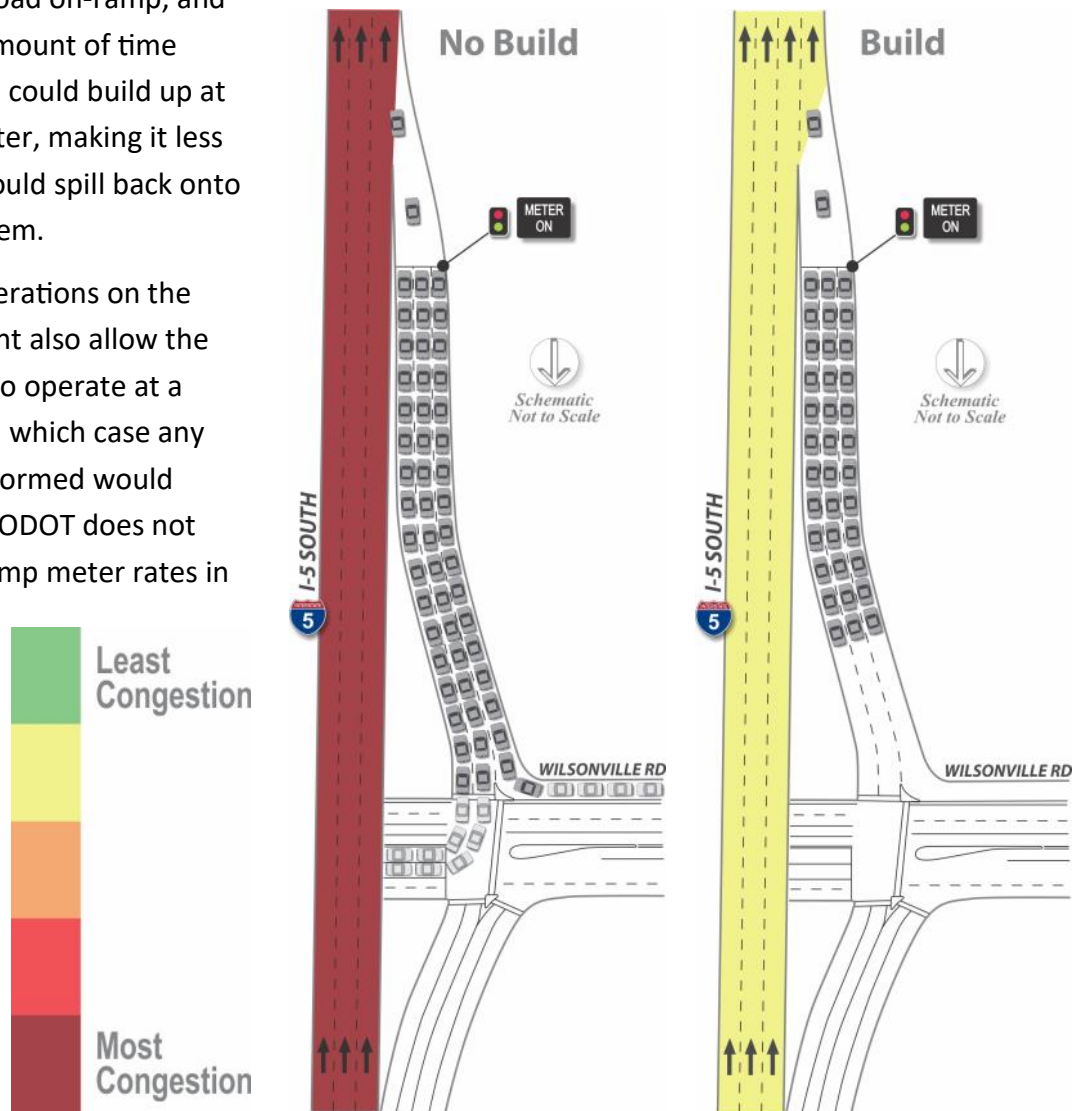 oad on-ramp, and
mount of time
could build up at
ter, making it less
ould spill back onto
em.
erations on the
nt also allow the
o operate at a
which case any
ormed would
ODOT does not
mp meter rates in
Least
Congestion
Most
Congestion
No Build
METER
ON
Schematic
Not to Scale
I-5 SOUTH
5
WILSONVILLE RD
Build
METER
ON
Schematic
Not to Scale
I-5 SOUTH
5
WILSONVILLE RD